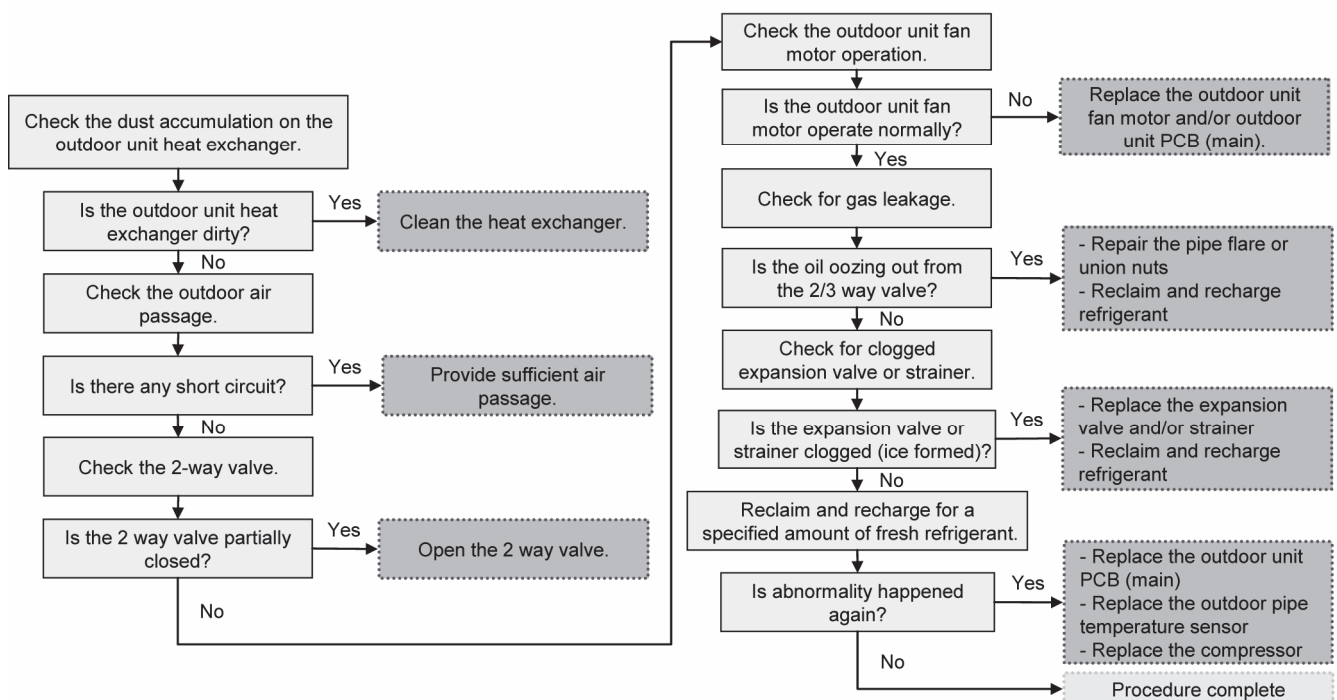 Check the dust accumulation on the
outdoor unit heat exchanger.
Is the outdoor unit heat
exchanger dirty?
Yes
Clean the heat exchanger.
No
Check the outdoor air
passage.
Is there any short circuit?
Yes
Provide sufficient air
passage.
No
Check the 2-way valve.
Is the 2 way valve partially
closed?
Yes
Open the 2 way valve.
No
Check the outdoor unit fan
motor operation.
Is the outdoor unit fan
motor operate normally?
No
Replace the outdoor unit
fan motor and/or outdoor
unit PCB (main).
Yes
Check for gas leakage.
Is the oil oozing out from
the 2/3 way valve?
Yes
- Repair the pipe flare or
union nuts
- Reclaim and recharge
refrigerant
No
Check for clogged
expansion valve or strainer.
Is the expansion valve or
strainer clogged (ice formed)?
Yes
- Replace the expansion
valve and/or strainer
- Reclaim and recharge
refrigerant
No
Reclaim and recharge for a
specified amount of fresh refrigerant.
Is abnormality happened
again?
Yes
- Replace the outdoor unit
PCB (main)
- Replace the outdoor pipe
temperature sensor
- Replace the compressor
No
Procedure complete